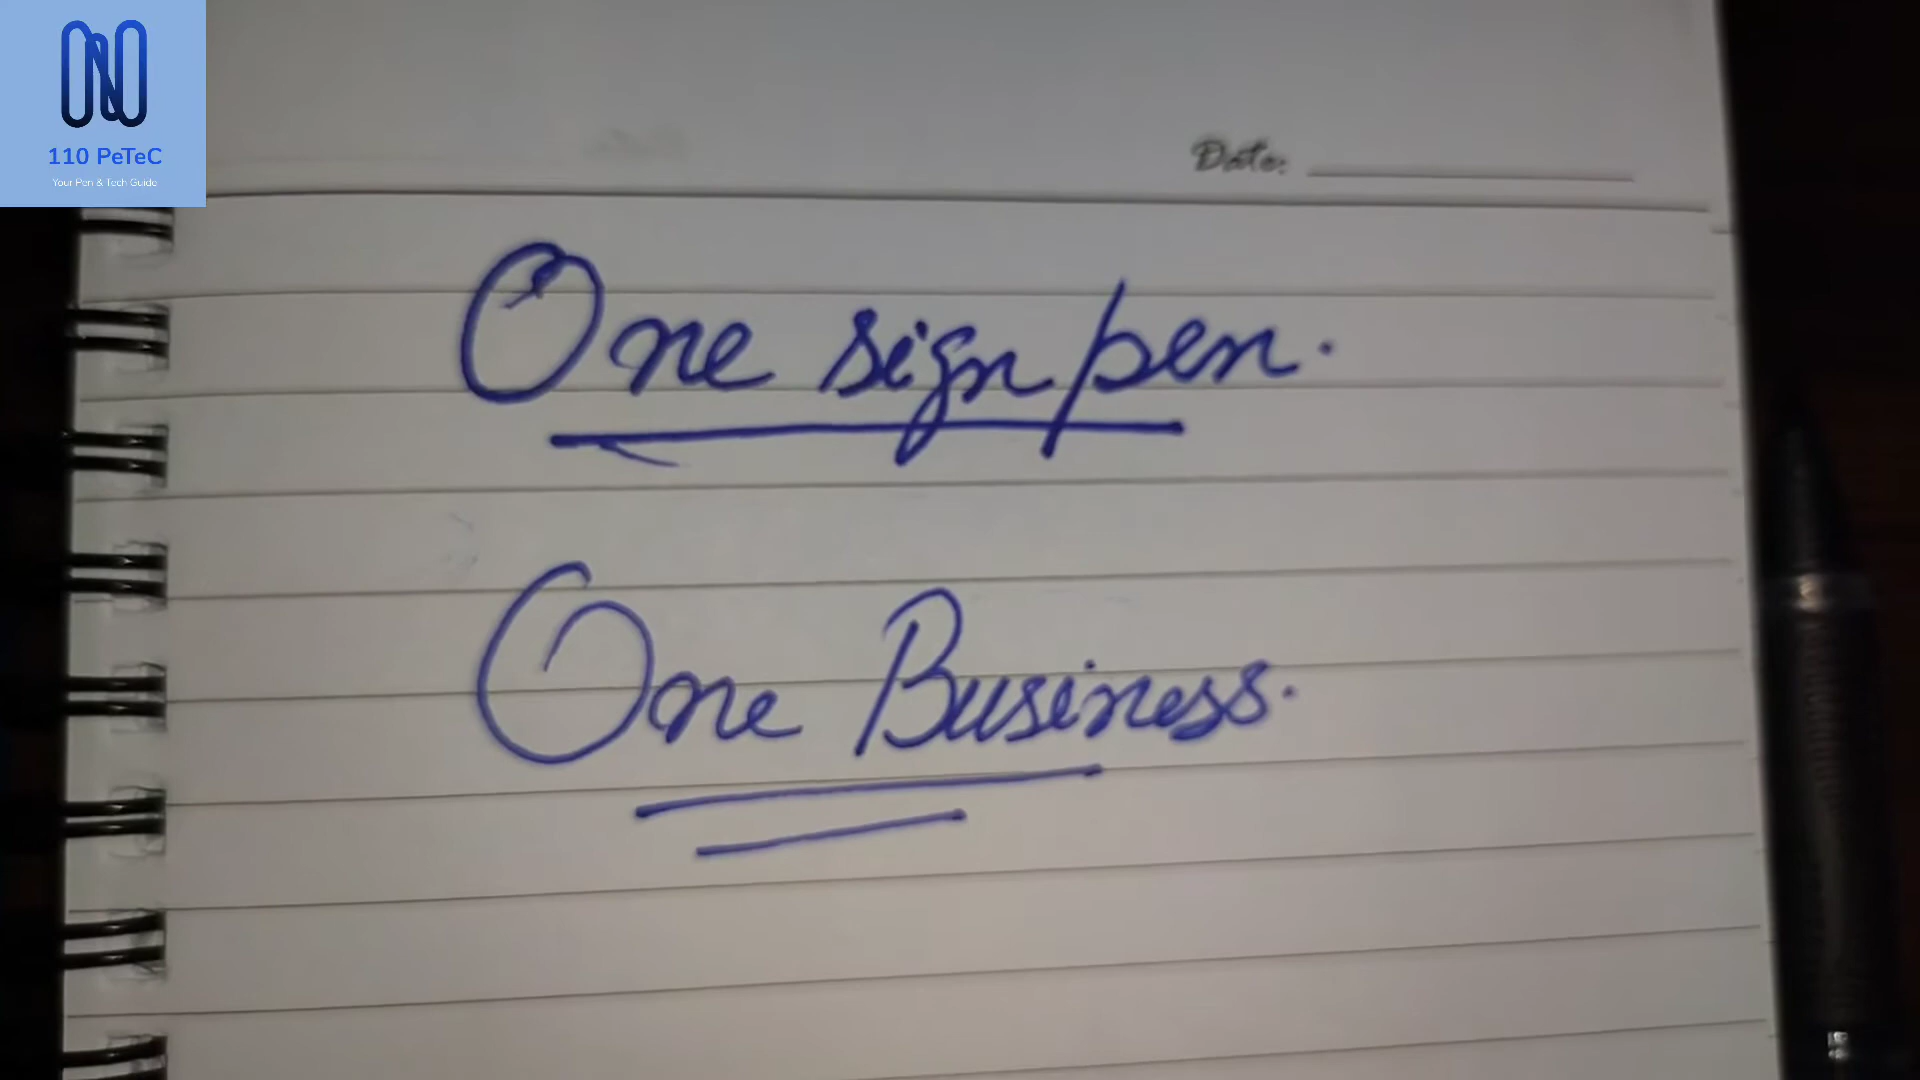 110 PeTeC
Your Pen & Tech Guide
Date:
One sign pen.
One Business.